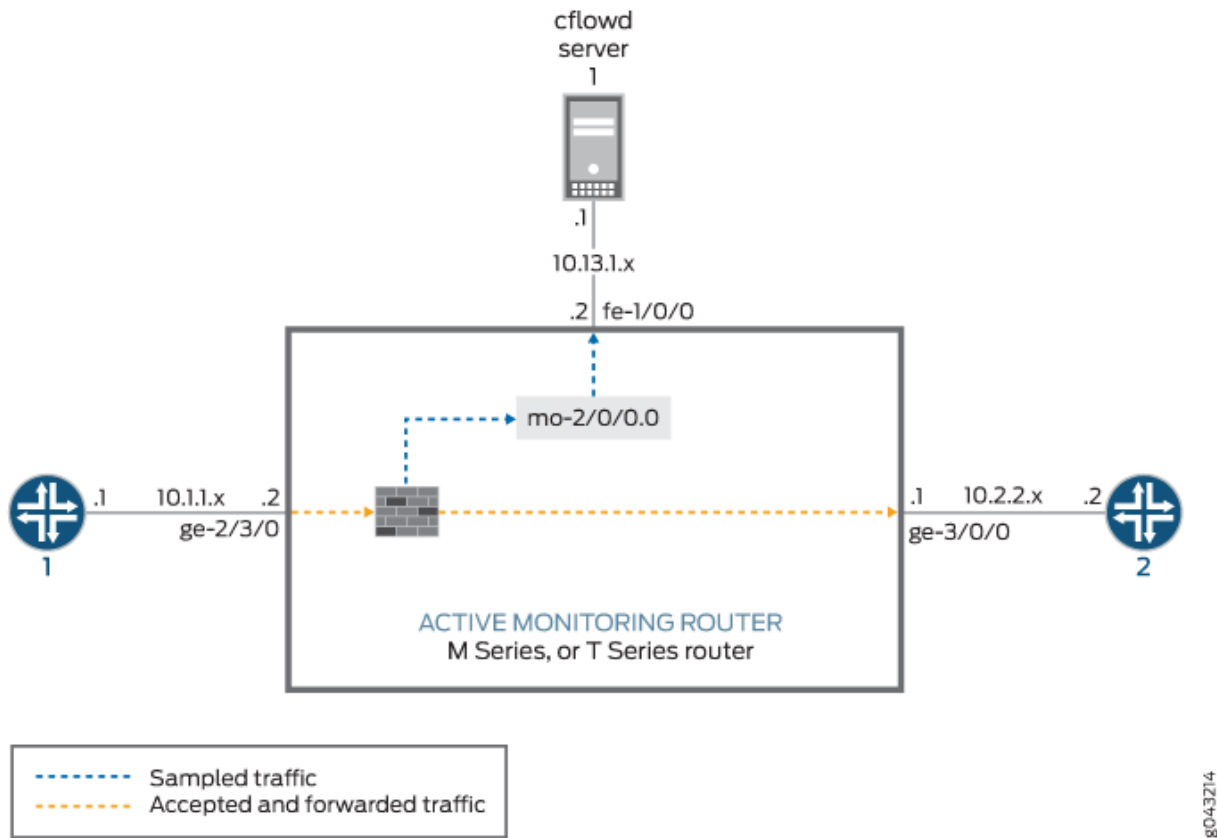 cflowd
server
1
.1
10.13.1.x
.2 fe-1/0/0
mo-2/0/0.0
.1 10.1.1.x .2
ge-2/3/0
1
.1 10.2.2.x .2
ge-3/0/0
2
ACTIVE MONITORING ROUTER
M Series, or T Series router
Sampled traffic
Accepted and forwarded traffic
g043214